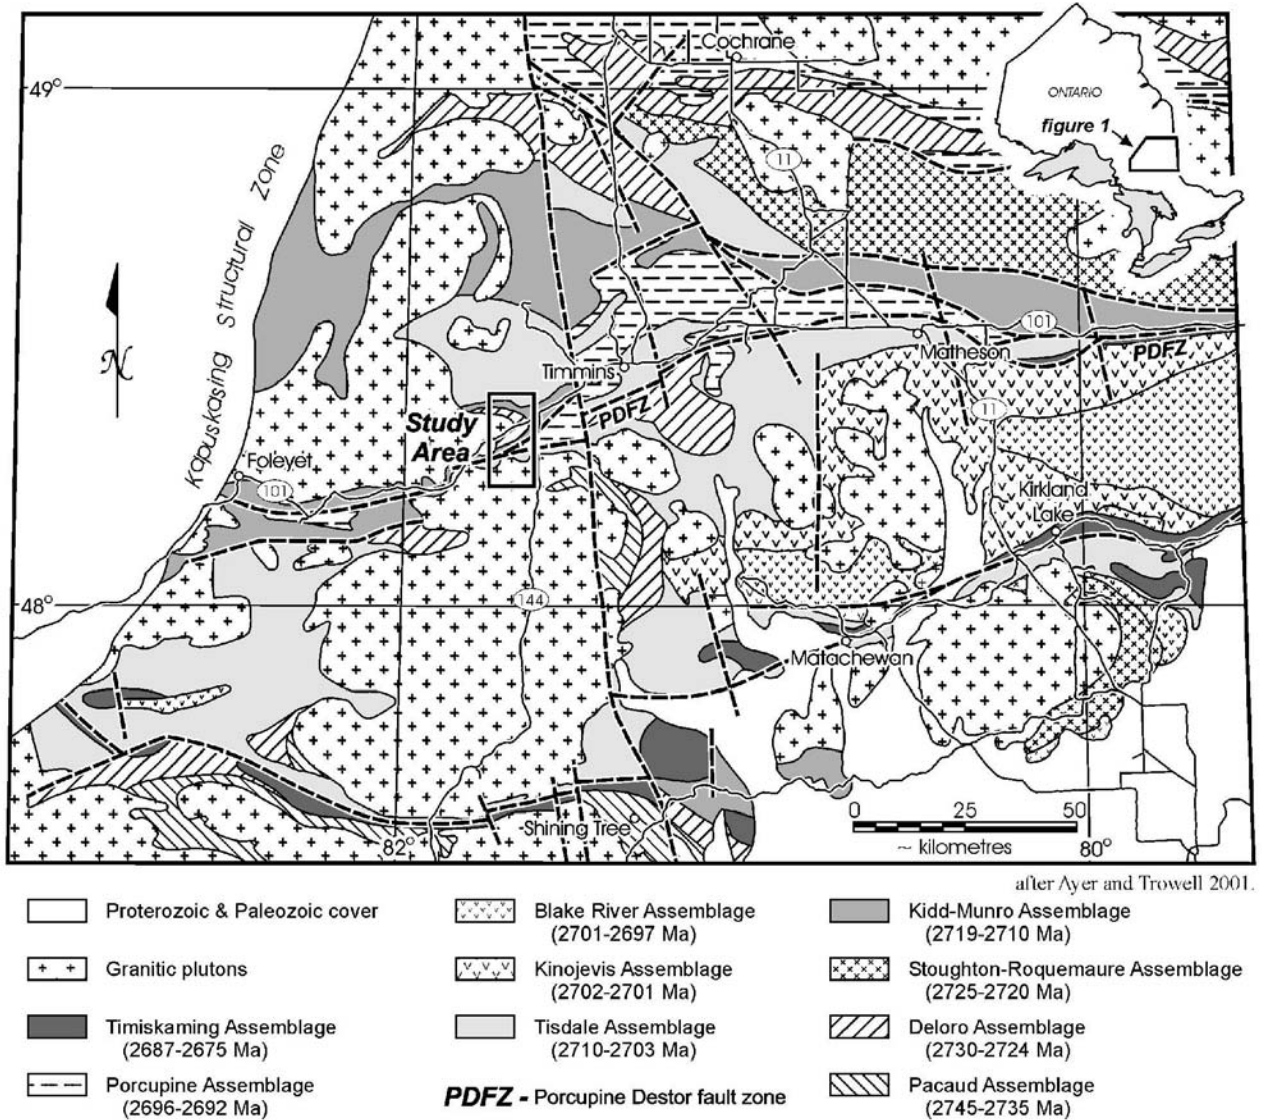 Cochrane
49°
ONTARIO
figure 1
11
Kapuskasing Structural Zone
N
101
Matheson
PDFZ
Timmins
PDFZ
11
Study
Area
Foleyet
101
Kirkland
Lake
48°
144
Matachewan
0 25 50
~ kilometres
Shining Tree
82°
80°
after Ayer and Trowell 2001.
Proterozoic & Paleozoic cover
Granitic plutons
Timiskaming Assemblage
(2687-2675 Ma)
Porcupine Assemblage
(2696-2692 Ma)
Blake River Assemblage
(2701-2697 Ma)
Kinojevis Assemblage
(2702-2701 Ma)
Tisdale Assemblage
(2710-2703 Ma)
PDFZ - Porcupine Destor fault zone
Kidd-Munro Assemblage
(2719-2710 Ma)
Stoughton-Roquemaure Assemblage
(2725-2720 Ma)
Deloro Assemblage
(2730-2724 Ma)
Pacaud Assemblage
(2745-2735 Ma)